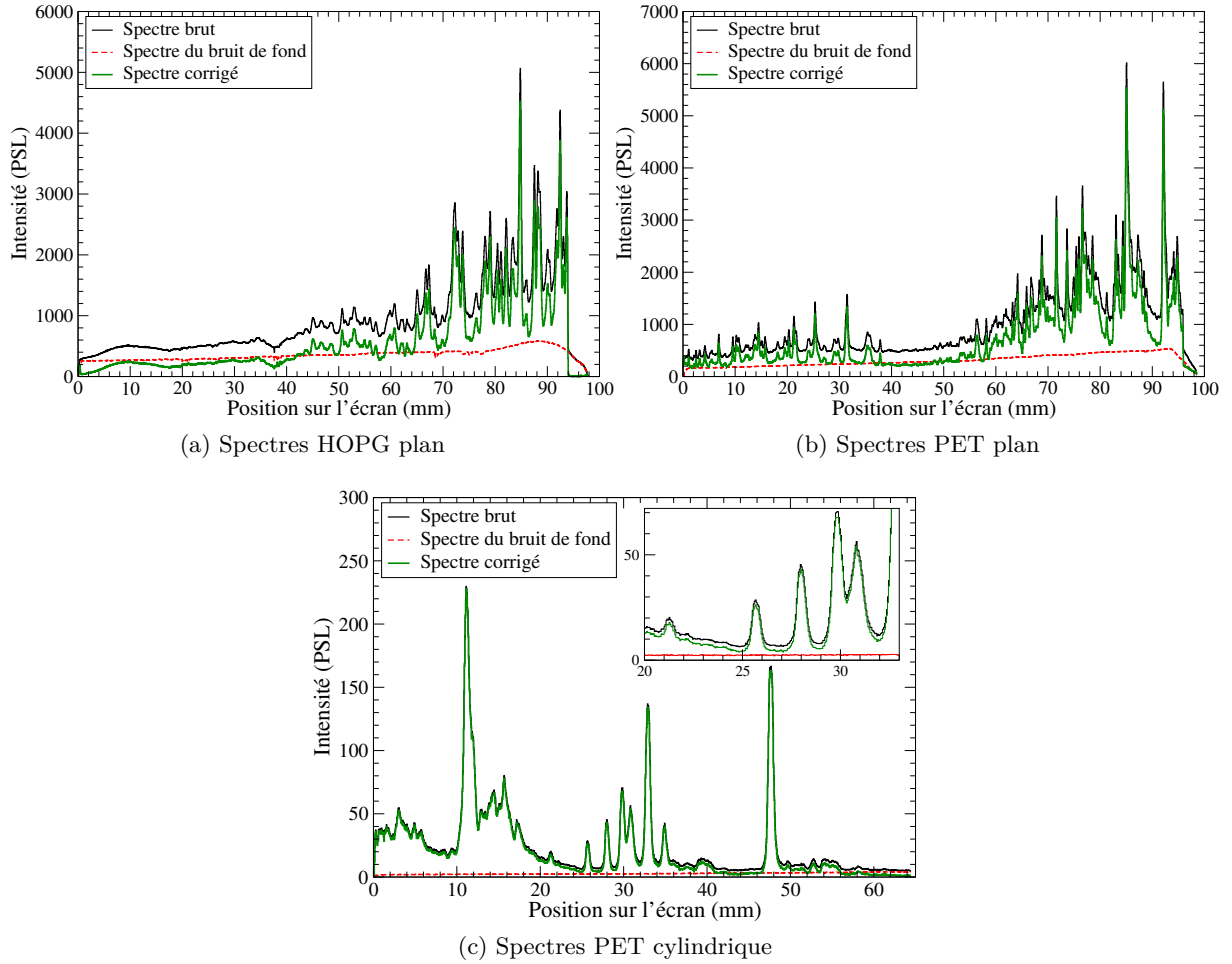 6000
5000
4000
3000
2000
1000
0
Intensité (PSL)
Spectre brut
Spectre du bruit de fond
Spectre corrigé
0 10 20 30 40 50 60 70 80 90 100
Position sur l'écran (mm)
(a) Spectres HOPG plan
7000
6000
5000
4000
3000
2000
1000
0
Intensité (PSL)
Spectre brut
Spectre du bruit de fond
Spectre corrigé
0 10 20 30 40 50 60 70 80 90 100
Position sur l'écran (mm)
(b) Spectres PET plan
300
250
200
150
100
50
0
Intensité (PSL)
Spectre brut
Spectre du bruit de fond
Spectre corrigé
50
0
20 22 24 26 28 30 32
0 10 20 30 40 50 60
Position sur l'écran (mm)
(c) Spectres PET cylindrique